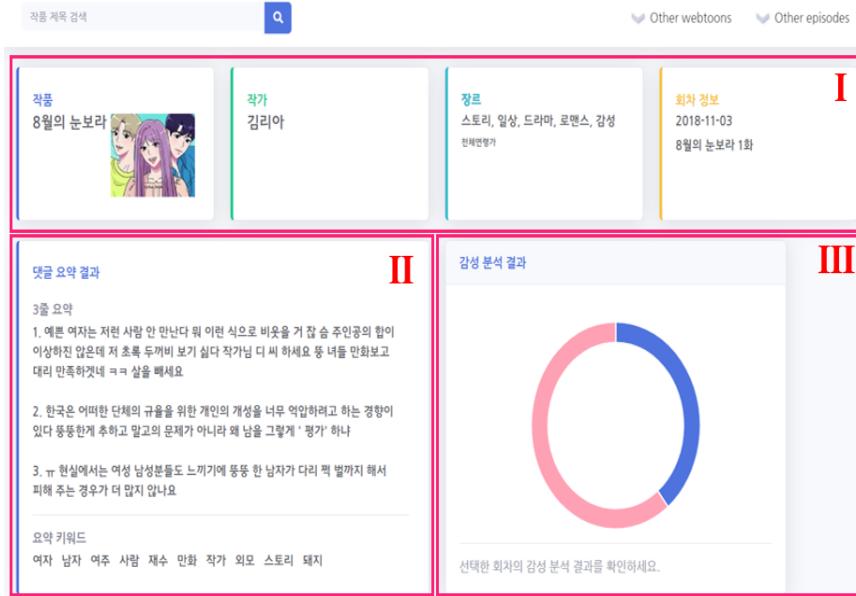 작품 제목 검색
Other webtoons
Other episodes
I
작품
8월의 눈보라
작가
김리아
장르
스토리, 일상, 드라마, 로맨스, 감성
전체연령가
회차 정보
2018-11-03
8월의 눈보라 1화
II
댓글 요약 결과
3줄 요약
1. 예쁜 여자는 저런 사람 안 만난다 뭐 이런 식으로 비웃을 거 잖 슴 주인공의 합이
이상하진 않은데 저 초록 두꺼비 보기 싫다 작가님 디 씨 하세요 뚱 녀들 만화보고
대리 만족하겟네 ㅋㅋ 살을 빼세요
2. 한국은 어떠한 단체의 규율을 위한 개인의 개성을 너무 억압하려고 하는 경향이
있다 뚱뚱한게 추하고 말고의 문제가 아니라 왜 남을 그렇게 ' 평가' 하냐
3. ㅠ 현실에서는 여성 남성분들도 느끼기에 뚱뚱 한 남자가 다리 쩍 벌까지 해서
피해 주는 경우가 더 많지 않나요
요약 키워드
여자 남자 여주 사람 재수 만화 작가 외모 스토리 돼지
III
감성 분석 결과
선택한 회차의 감성 분석 결과를 확인하세요.